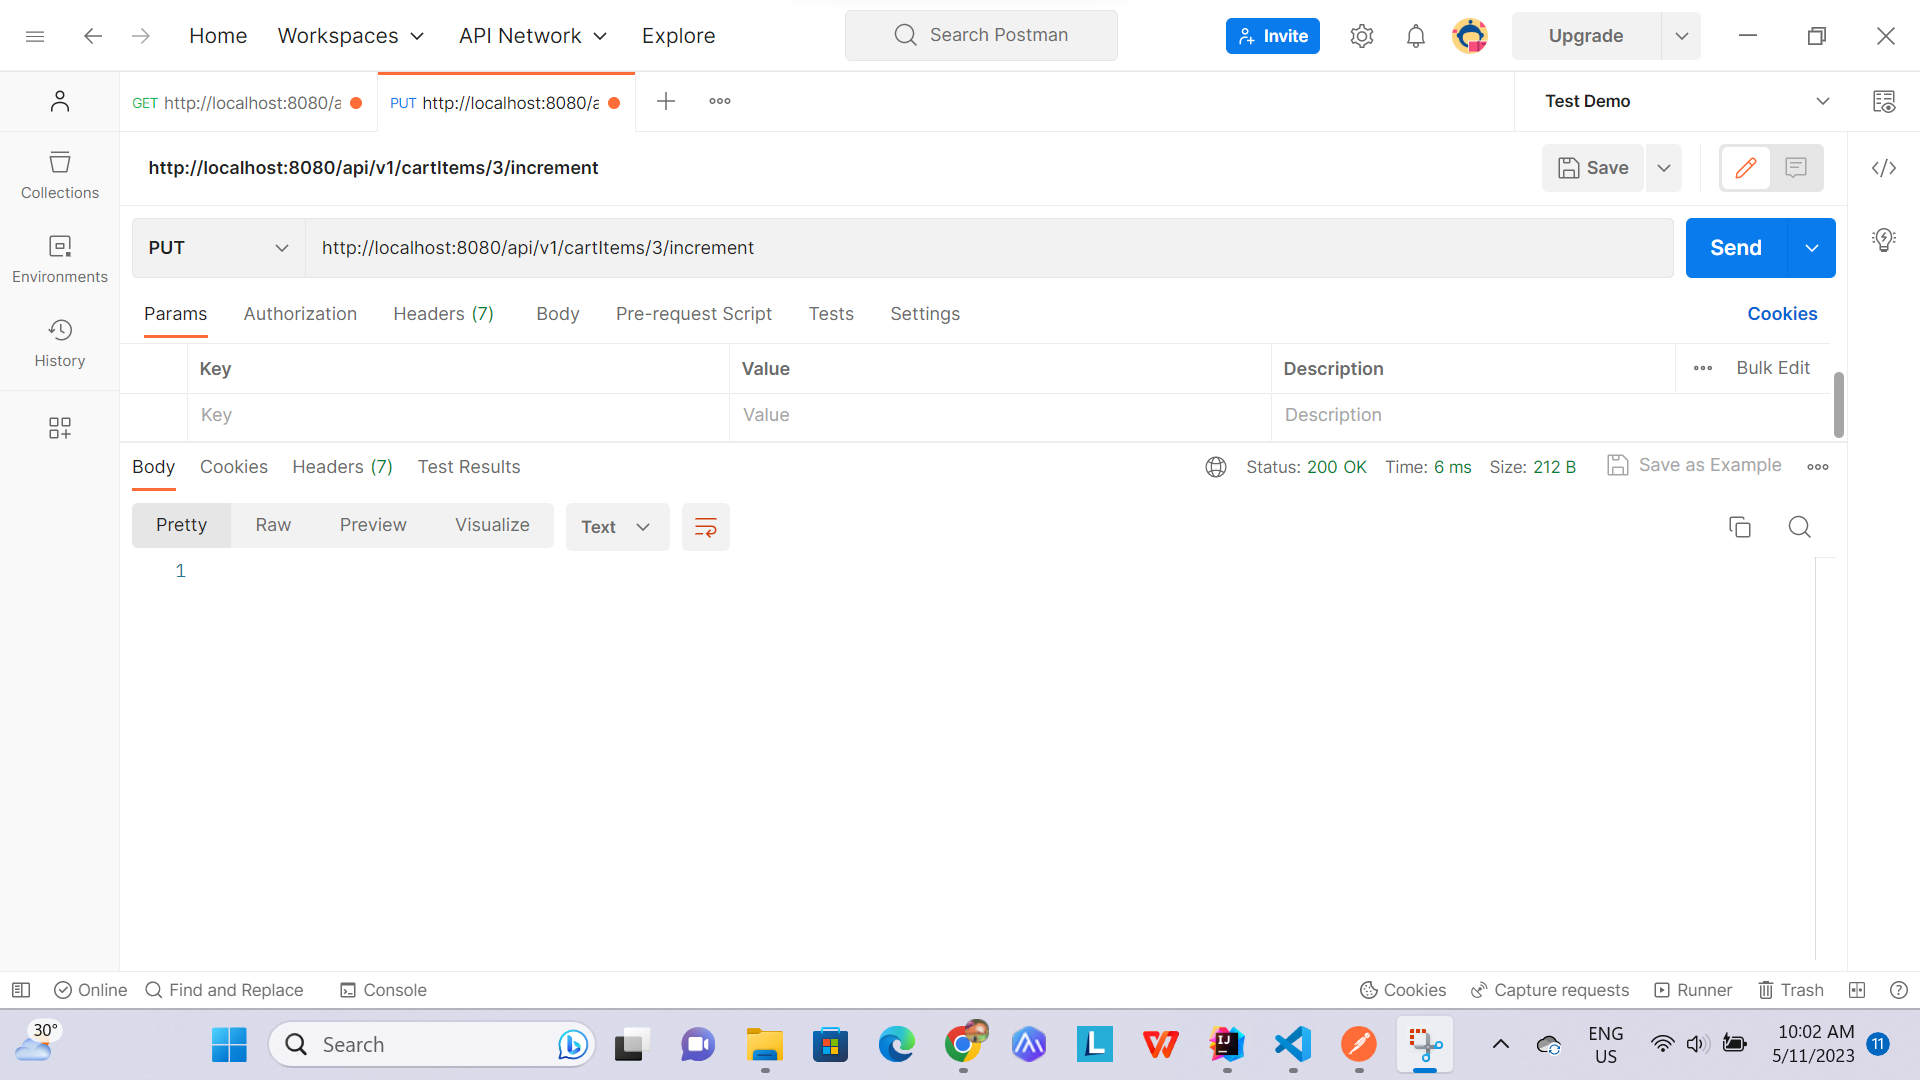 Home Workspaces API Network Explore Search Postman Invite Upgrade
GET http://localhost:8080/a PUT http://localhost:8080/a Test Demo
http://localhost:8080/api/v1/cartItems/3/increment Save
Collections
PUT http://localhost:8080/api/v1/cartItems/3/increment Send
Environments
Params Authorization Headers (7) Body Pre-request Script Tests Settings Cookies
History
Key Value Description Bulk Edit
Key Value Description
Body Cookies Headers (7) Test Results Status: 200 OK Time: 6 ms Size: 212 B Save as Example
Pretty Raw Preview Visualize Text
1
Online Find and Replace Console Cookies Capture requests Runner Trash
30° Search ENG
US 10:02 AM
5/11/2023 11